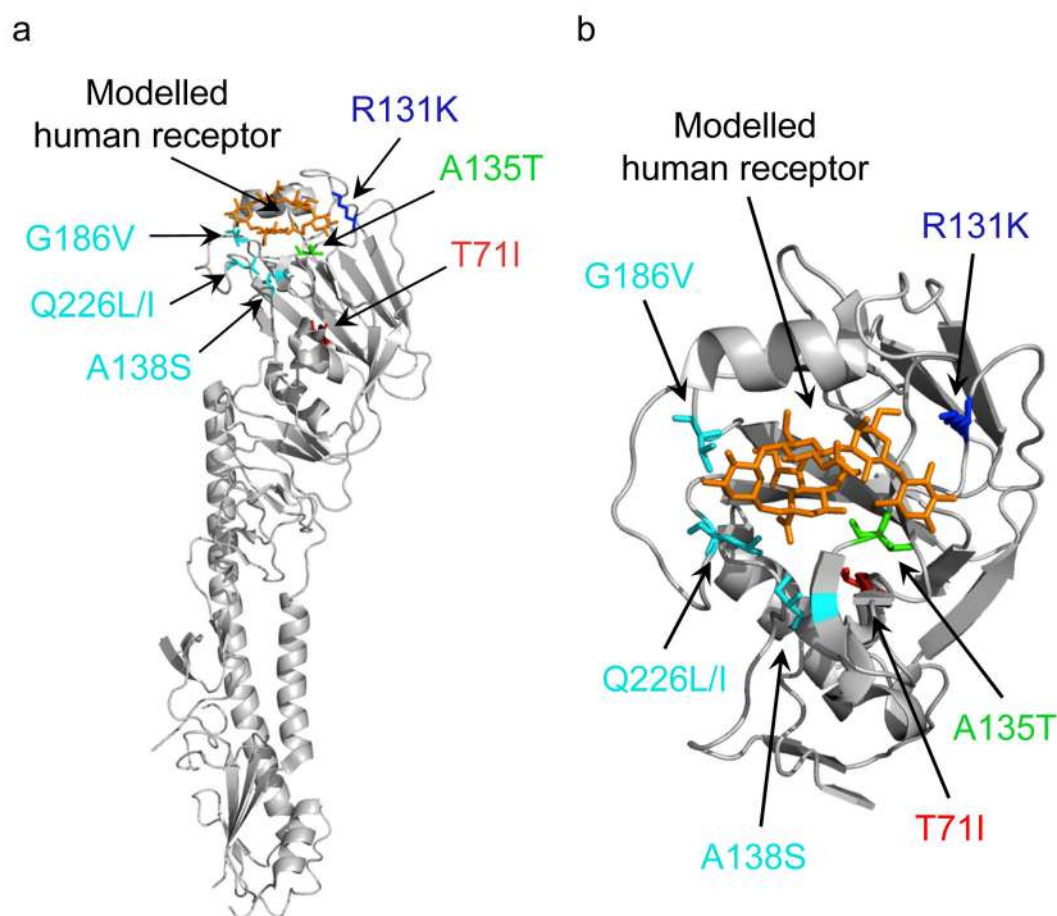 a
Modelled
human receptor
R131K
A135T
G186V
T71I
Q226L/I
A138S
b
Modelled
human receptor
R131K
G186V
Q226L/I
A135T
T71I
A138S